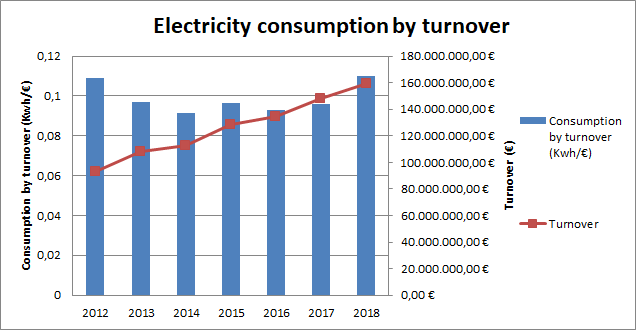 Electricity consumption by turnover
Consumption by turnover (Kwh/€)
0,12
0,1
0,08
0,06
0,04
0,02
0
180.000.000,00 €
160.000.000,00 €
140.000.000,00 €
120.000.000,00 €
100.000.000,00 €
80.000.000,00 €
60.000.000,00 €
40.000.000,00 €
20.000.000,00 €
0,00 €
Turnover (€)
2012 2013 2014 2015 2016 2017 2018
Consumption
by turnover
(Kwh/€)
Turnover